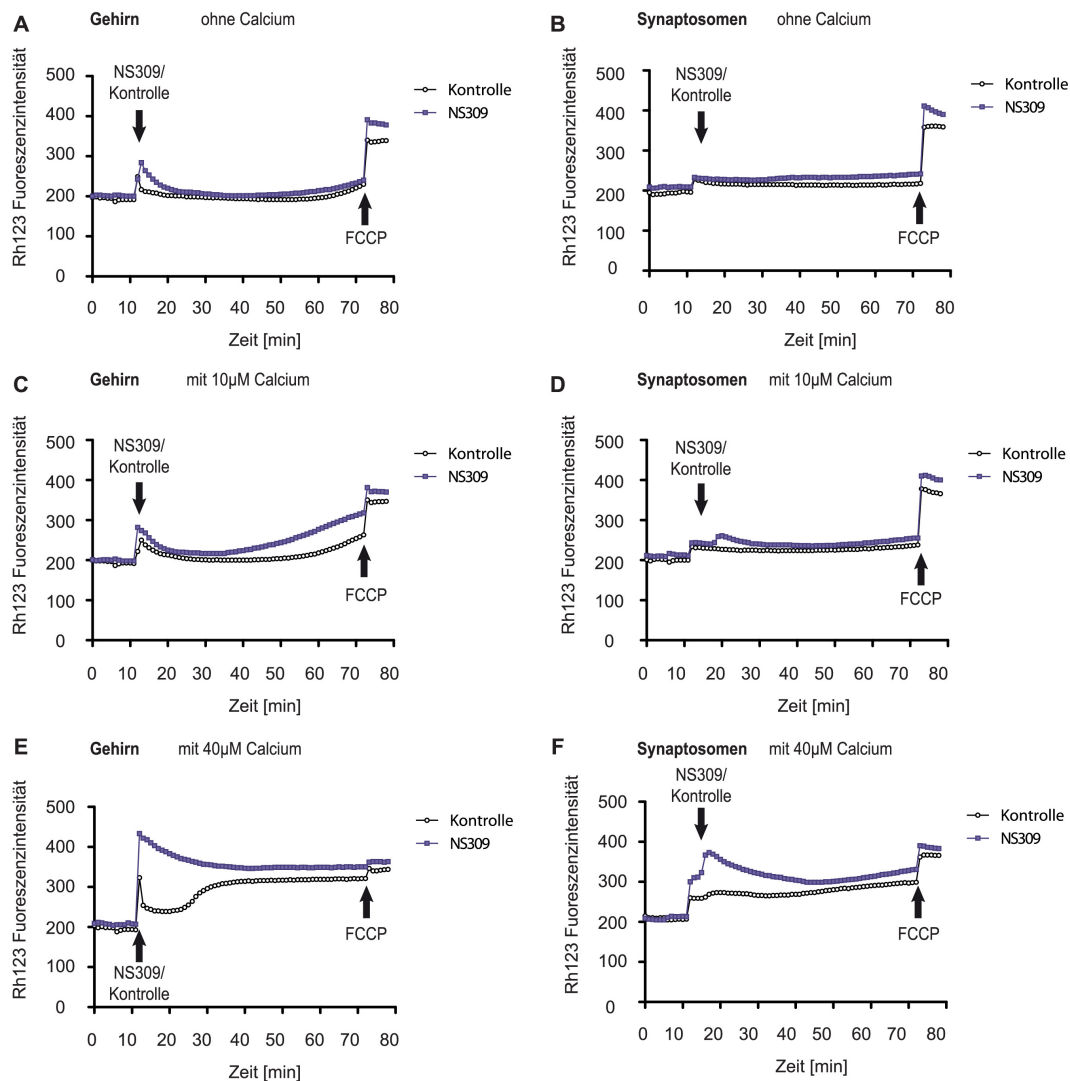 A Gehirn ohne Calcium
Rh123 Fuoreszenzintensität
500
400
300
200
100
0
NS309/
Kontrolle
FCCP
Kontrolle
NS309
0 10 20 30 40 50 60 70 80
Zeit [min]
B Synaptosomen ohne Calcium
Rh123 Fuoreszenzintensität
500
400
300
200
100
0
NS309/
Kontrolle
FCCP
Kontrolle
NS309
0 10 20 30 40 50 60 70 80
Zeit [min]
C Gehirn mit 10µM Calcium
Rh123 Fuoreszenzintensität
500
400
300
200
100
0
NS309/
Kontrolle
FCCP
Kontrolle
NS309
0 10 20 30 40 50 60 70 80
Zeit [min]
D Synaptosomen mit 10µM Calcium
Rh123 Fuoreszenzintensität
500
400
300
200
100
0
NS309/
Kontrolle
FCCP
Kontrolle
NS309
0 10 20 30 40 50 60 70 80
Zeit [min]
E Gehirn mit 40µM Calcium
Rh123 Fuoreszenzintensität
500
400
300
200
100
0
NS309/
Kontrolle
FCCP
Kontrolle
NS309
0 10 20 30 40 50 60 70 80
Zeit [min]
F Synaptosomen mit 40µM Calcium
Rh123 Fuoreszenzintensität
500
400
300
200
100
0
NS309/
Kontrolle
FCCP
Kontrolle
NS309
0 10 20 30 40 50 60 70 80
Zeit [min]